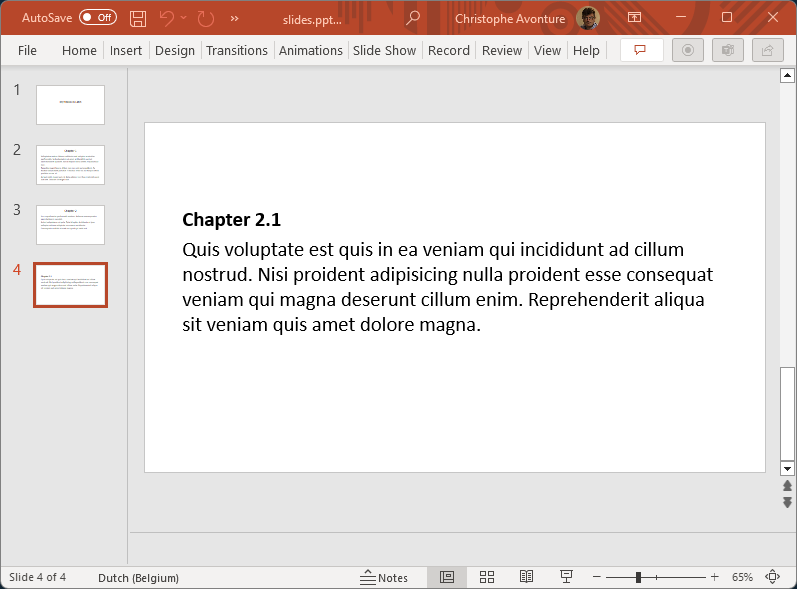 AutoSave Off slides.ppt... Christophe Avonture
File Home Insert Design Transitions Animations Slide Show Record Review View Help
1
2
3
4
Chapter 2.1
Quis voluptate est quis in ea veniam qui incididunt ad cillum
nostrud. Nisi proident adipisicing nulla proident esse consequat
veniam qui magna deserunt cillum enim. Reprehenderit aliqua
sit veniam quis amet dolore magna.
Slide 4 of 4 Dutch (Belgium) Notes 65%